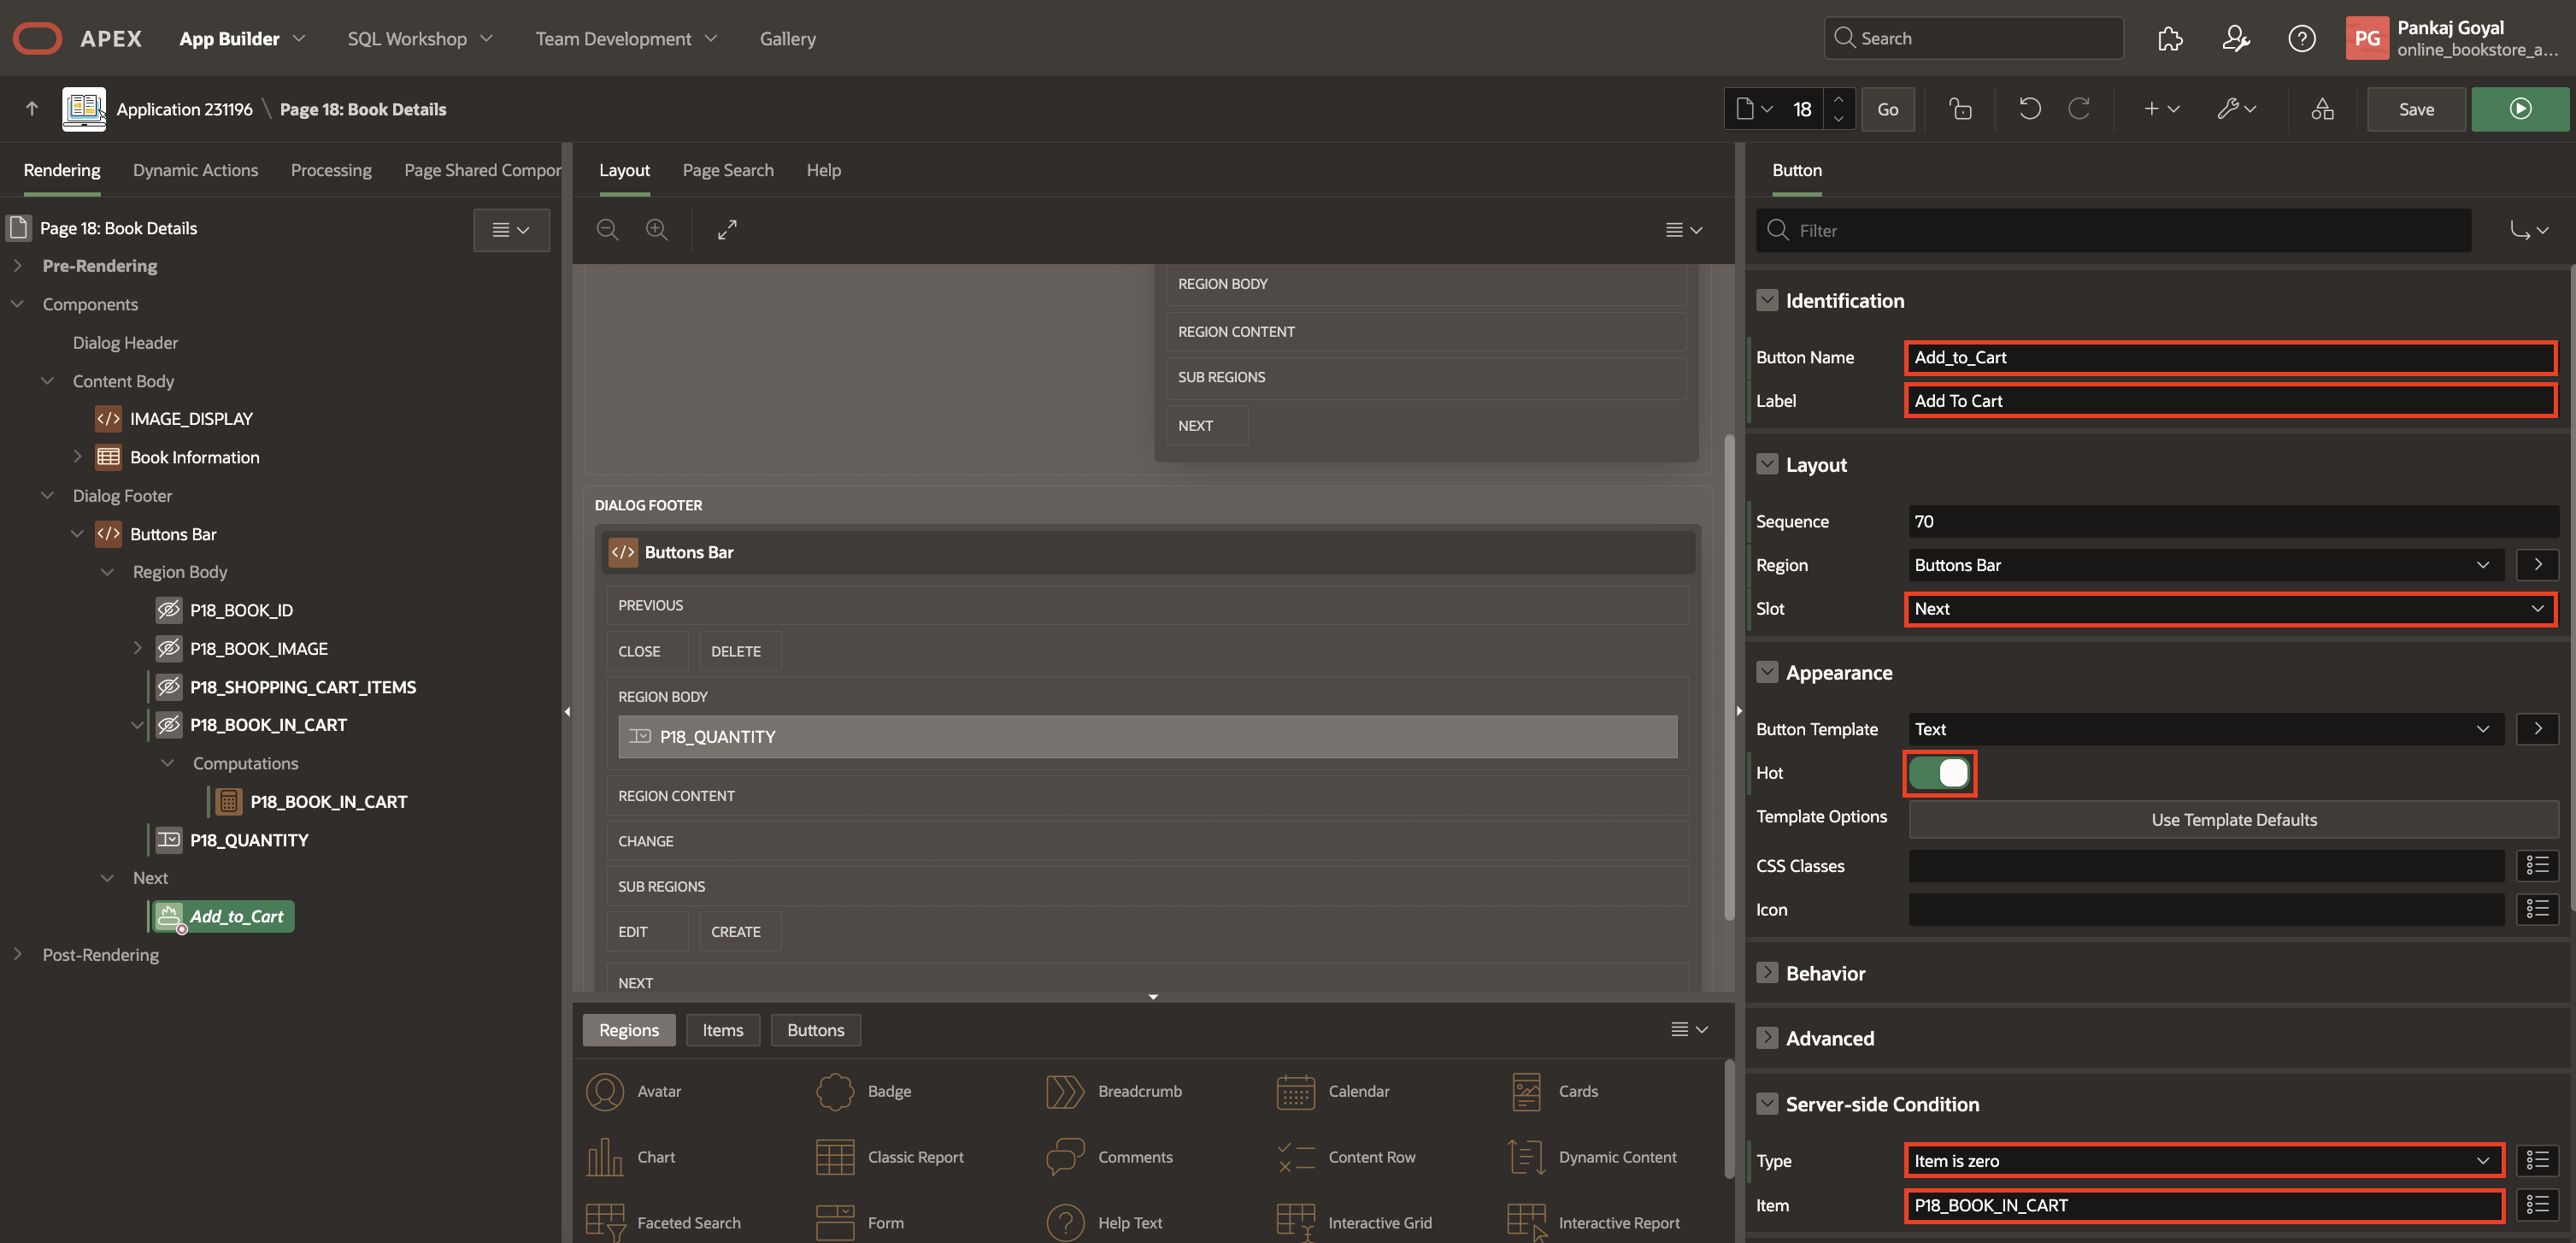 APEX
App Builder
SQL Workshop
Team Development
Gallery
Search
PG
Pankaj Goyal
online_bookstore_a...
Application 231196 \ Page 18: Book Details
18
Go
Save
Rendering
Dynamic Actions
Processing
Page Shared Compor
Page 18: Book Details
Pre-Rendering
Components
Dialog Header
Content Body
IMAGE_DISPLAY
Book Information
Dialog Footer
Buttons Bar
Region Body
P18_BOOK_ID
P18_BOOK_IMAGE
P18_SHOPPING_CART_ITEMS
P18_BOOK_IN_CART
Computations
P18_BOOK_IN_CART
P18_QUANTITY
Next
Add_to_Cart
Post-Rendering
Layout
Page Search
Help
REGION BODY
REGION CONTENT
SUB REGIONS
NEXT
DIALOG FOOTER
Buttons Bar
PREVIOUS
CLOSE
DELETE
REGION BODY
P18_QUANTITY
REGION CONTENT
CHANGE
SUB REGIONS
EDIT
CREATE
NEXT
Regions
Items
Buttons
Avatar
Badge
Breadcrumb
Calendar
Cards
Chart
Classic Report
Comments
Content Row
Dynamic Content
Faceted Search
Form
Help Text
Interactive Grid
Interactive Report
Button
Filter
Identification
Button Name
Add_to_Cart
Label
Add To Cart
Layout
Sequence
70
Region
Buttons Bar
Slot
Next
Appearance
Button Template
Text
Hot
Template Options
Use Template Defaults
CSS Classes
Icon
Behavior
Advanced
Server-side Condition
Type
Item is zero
Item
P18_BOOK_IN_CART